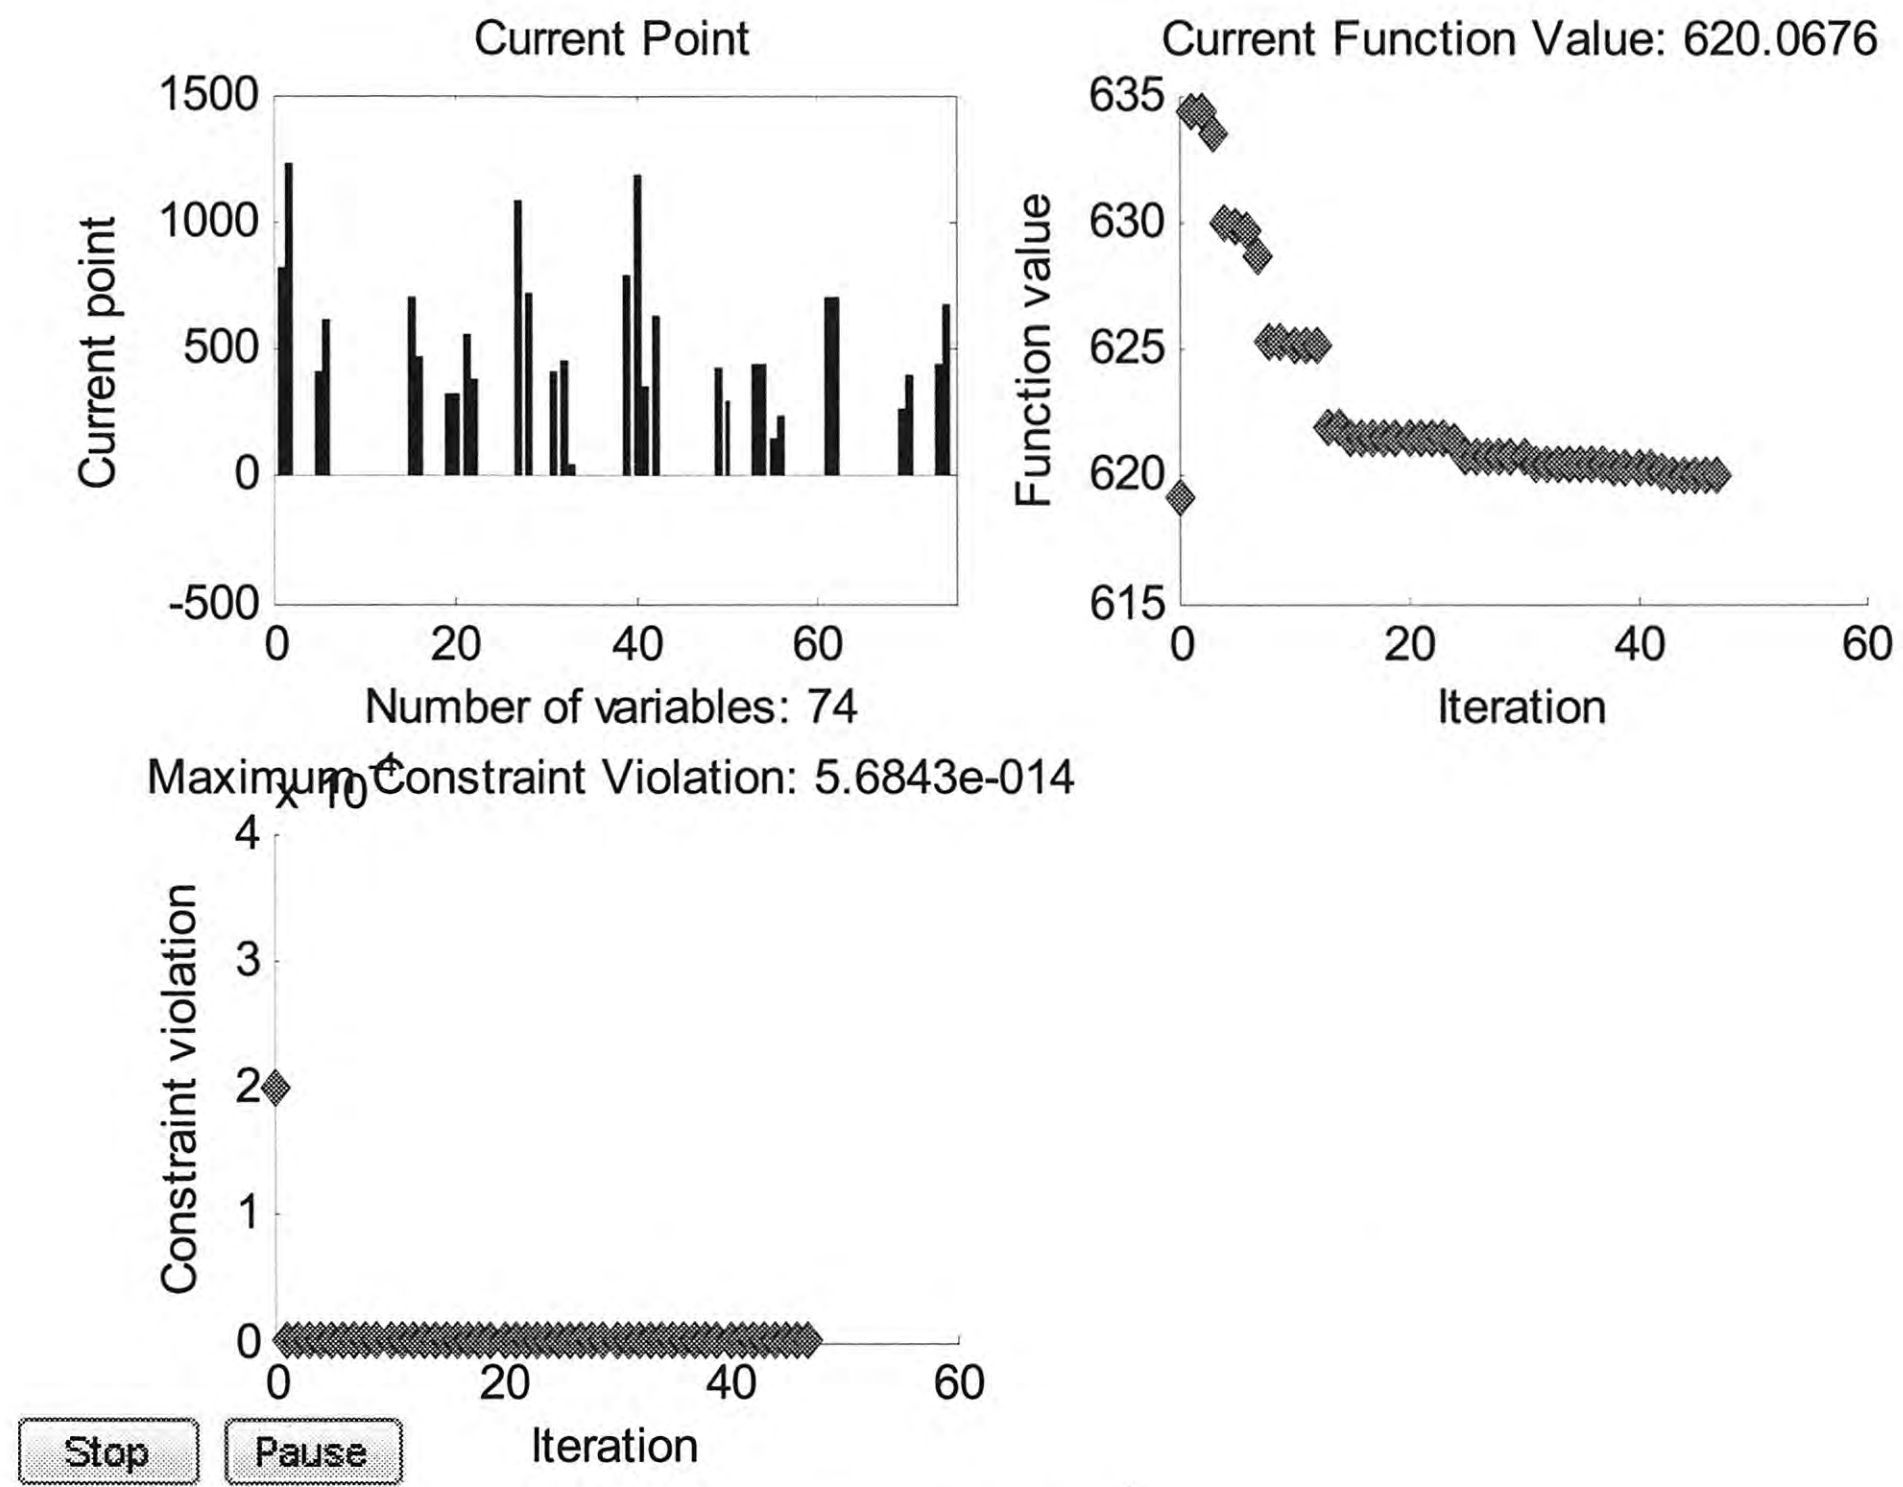 Current Point
Current point
1500
1000
500
0
-500
0 20 40 60
Number of variables: 74
Current Function Value: 620.0676
Function value
635
630
625
620
615
0 20 40 60
Iteration
Maximum Constraint Violation: 5.6843e-014
x 10-4
Constraint violation
4
3
2
1
0
0 20 40 60
Iteration
Stop Pause